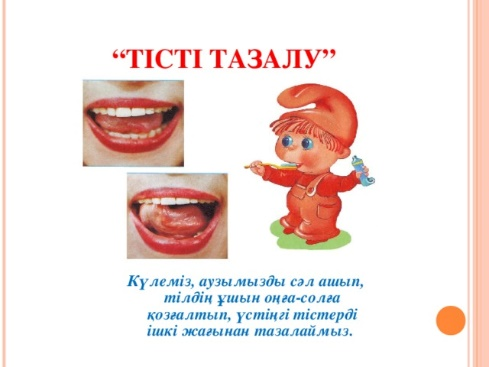 “ТІСТІ ТАЗАЛУ”
Күлеміз, аузымызды сәл ашып,
тілдің ұшын оңға-солға
қозғалтып, үстіңгі тістерді
ішкі жағынан тазалаймыз.